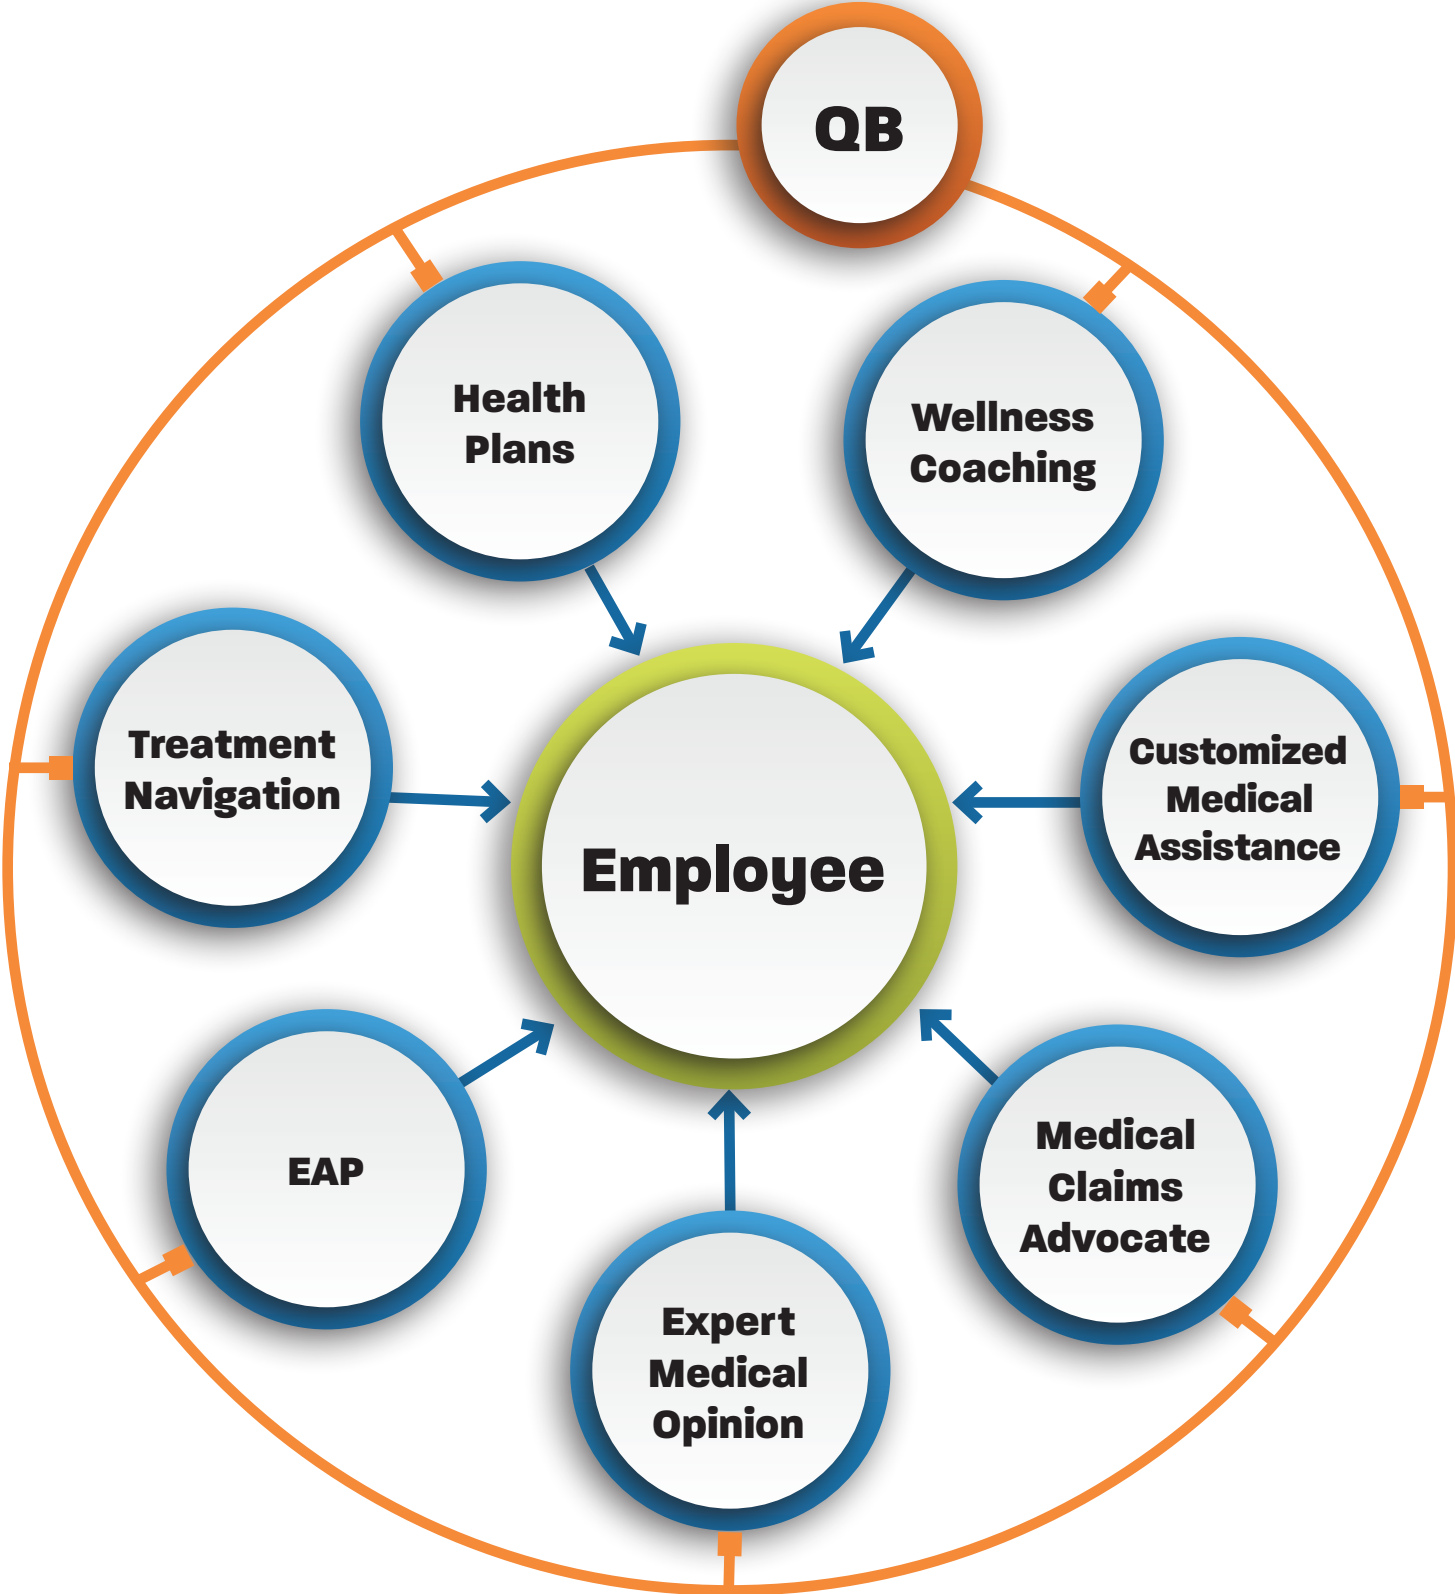 QB
Health
Plans
Wellness
Coaching
Treatment
Navigation
Customized
Medical
Assistance
Employee
EAP
Medical
Claims
Advocate
Expert
Medical
Opinion